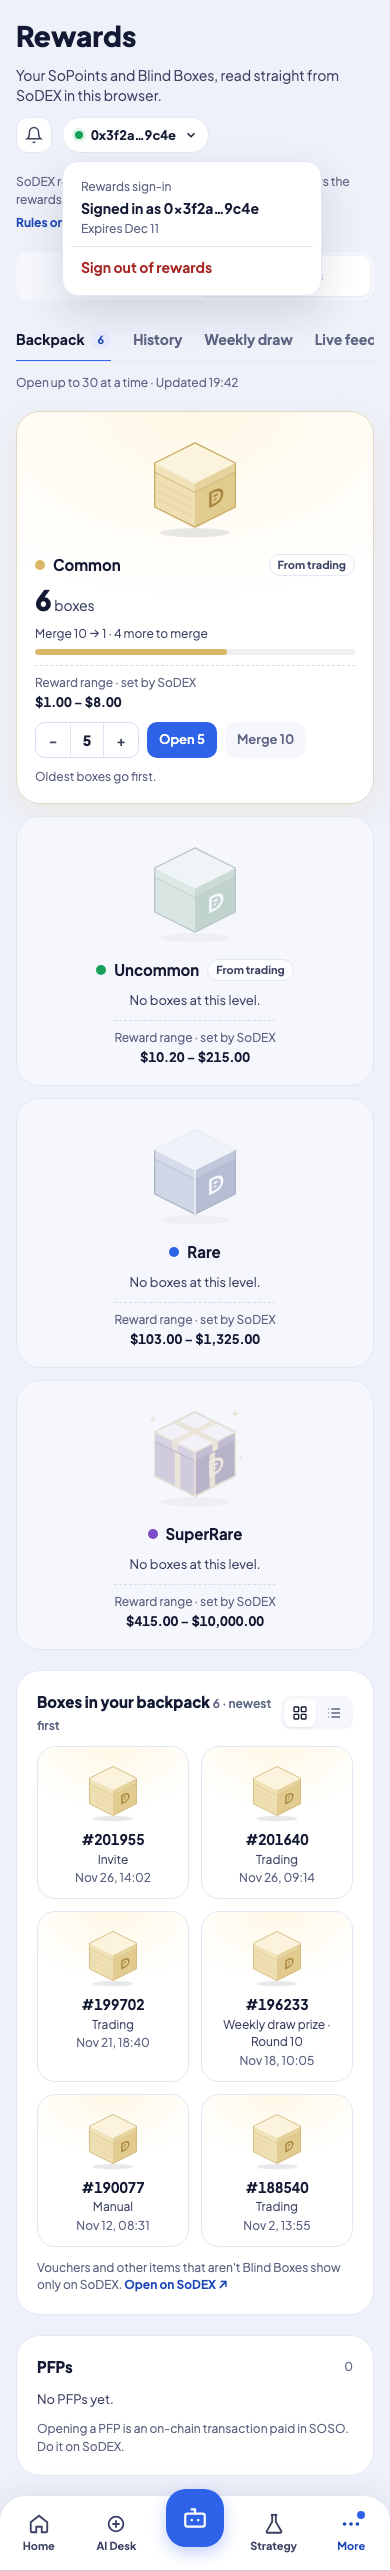 Rewards
Your SoPoints and Blind Boxes, read straight from
SoDEX in this browser.
0x3f2a…9c4e
SoDEX
the
rewards
Rules
Rewards sign-in
Signed in as 0×3f2a…9c4e
Expires Dec 11
Sign out of rewards
Backpack 6 History Weekly draw Live feed
Open up to 30 at a time · Updated 19:42
Common From trading
6 boxes
Merge 10 → 1 · 4 more to merge
Reward range · set by SoDEX
$1.00 – $8.00
− 5 + Open 5 Merge 10
Oldest boxes go first.
Uncommon From trading
No boxes at this level.
Reward range · set by SoDEX
$10.20 – $215.00
Rare
No boxes at this level.
Reward range · set by SoDEX
$103.00 – $1,325.00
SuperRare
No boxes at this level.
Reward range · set by SoDEX
$415.00 – $10,000.00
Boxes in your backpack 6 · newest
first
#201955
Invite
Nov 26, 14:02
#201640
Trading
Nov 26, 09:14
#199702
Trading
Nov 21, 18:40
#196233
Weekly draw prize ·
Round 10
Nov 18, 10:05
#190077
Manual
Nov 12, 08:31
#188540
Trading
Nov 2, 13:55
Vouchers and other items that aren't Blind Boxes show
only on SoDEX. Open on SoDEX ↗
PFPs 0
No PFPs yet.
Opening a PFP is an on-chain transaction paid in SOSO.
Do it on SoDEX.
Home AI Desk Strategy More